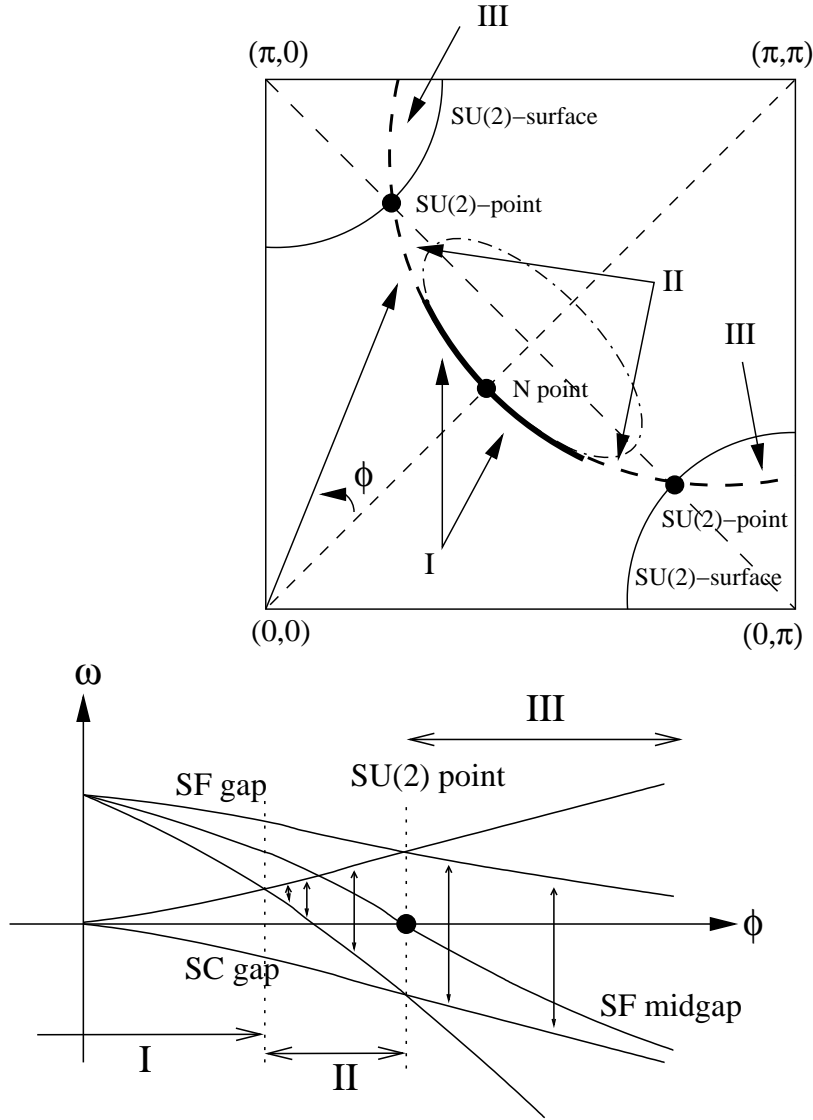 III
(π,0)
(π,π)
SU(2)−surface
SU(2)−point
II
III
N point
ϕ
SU(2)−point
I
SU(2)−surface
(0,0)
(0,π)
ω
III
SU(2) point
SF gap
ϕ
SC gap
SF midgap
I
II